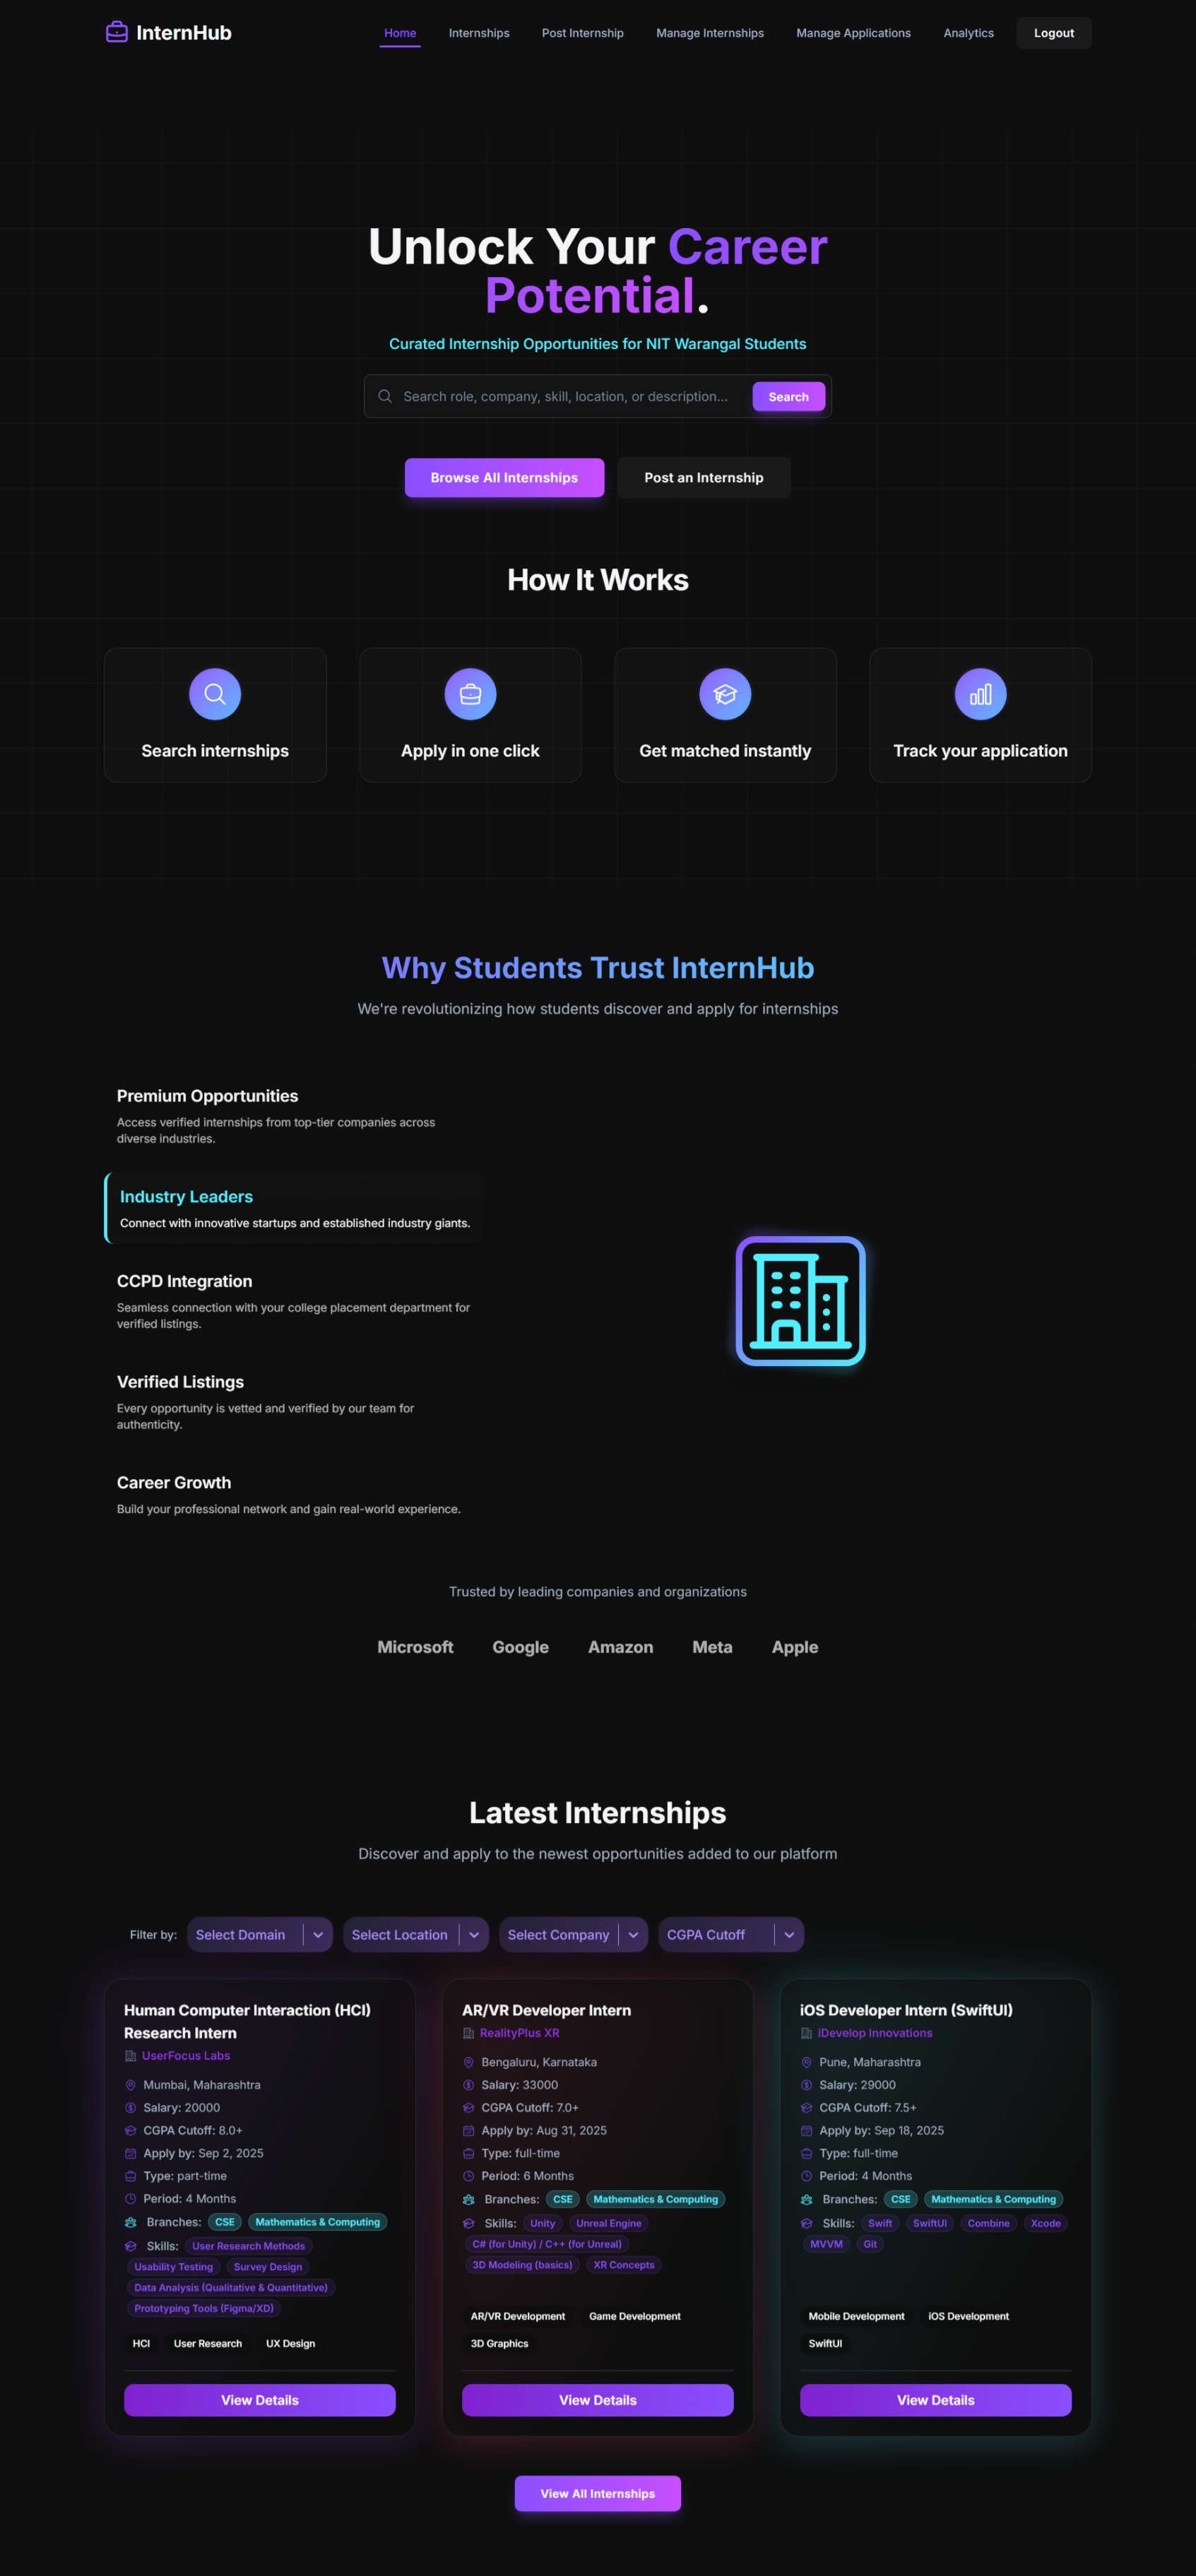 InternHub
Home
Internships
Post Internship
Manage Internships
Manage Applications
Analytics
Logout
Unlock Your Career
Potential.
Curated Internship Opportunities for NIT Warangal Students
Search role, company, skill, location, or description...
Search
Browse All Internships
Post an Internship
How It Works
Search internships
Apply in one click
Get matched instantly
Track your application
Why Students Trust InternHub
We're revolutionizing how students discover and apply for internships
Premium Opportunities
Access verified internships from top-tier companies across
diverse industries.
Industry Leaders
Connect with innovative startups and established industry giants.
CCPD Integration
Seamless connection with your college placement department for
verified listings.
Verified Listings
Every opportunity is vetted and verified by our team for
authenticity.
Career Growth
Build your professional network and gain real-world experience.
Trusted by leading companies and organizations
Microsoft
Google
Amazon
Meta
Apple
Latest Internships
Discover and apply to the newest opportunities added to our platform
Filter by:
Select Domain
Select Location
Select Company
CGPA Cutoff
Human Computer Interaction (HCI)
Research Intern
UserFocus Labs
Mumbai, Maharashtra
Salary: 20000
CGPA Cutoff: 8.0+
Apply by: Sep 2, 2025
Type: part-time
Period: 4 Months
Branches: CSE Mathematics & Computing
Skills: User Research Methods
Usability Testing Survey Design
Data Analysis (Qualitative & Quantitative)
Prototyping Tools (Figma/XD)
HCI User Research UX Design
View Details
AR/VR Developer Intern
RealityPlus XR
Bengaluru, Karnataka
Salary: 33000
CGPA Cutoff: 7.0+
Apply by: Aug 31, 2025
Type: full-time
Period: 6 Months
Branches: CSE Mathematics & Computing
Skills: Unity Unreal Engine
C# (for Unity) / C++ (for Unreal)
3D Modeling (basics) XR Concepts
AR/VR Development Game Development
3D Graphics
View Details
iOS Developer Intern (SwiftUI)
iDevelop Innovations
Pune, Maharashtra
Salary: 29000
CGPA Cutoff: 7.5+
Apply by: Sep 18, 2025
Type: full-time
Period: 4 Months
Branches: CSE Mathematics & Computing
Skills: Swift SwiftUI Combine Xcode
MVVM Git
Mobile Development iOS Development
SwiftUI
View Details
View All Internships